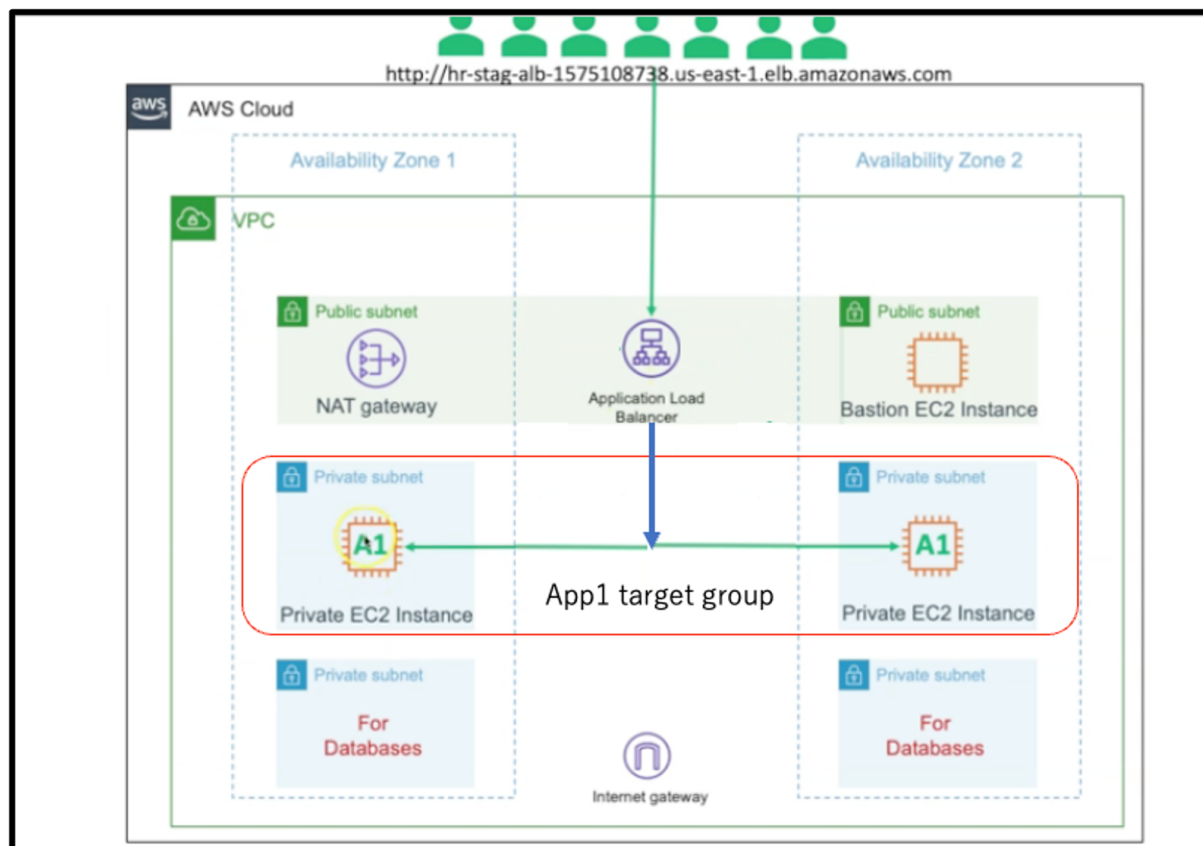 http://hr-stag-alb-1575108738.us-east-1.elb.amazonaws.com
aws
AWS Cloud
Availability Zone 1
Availability Zone 2
VPC
Public subnet
Public subnet
NAT gateway
Application Load
Balancer
Bastion EC2 Instance
Private subnet
Private subnet
A1
A1
App1 target group
Private EC2 Instance
Private EC2 Instance
Private subnet
Private subnet
For
Databases
For
Databases
Internet gateway